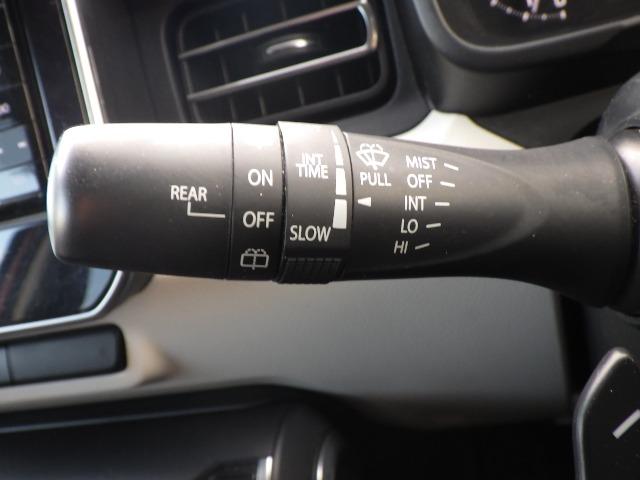 REAR
ON
OFF
INT
TIME
SLOW
PULL
MIST
OFF
INT
LO
HI